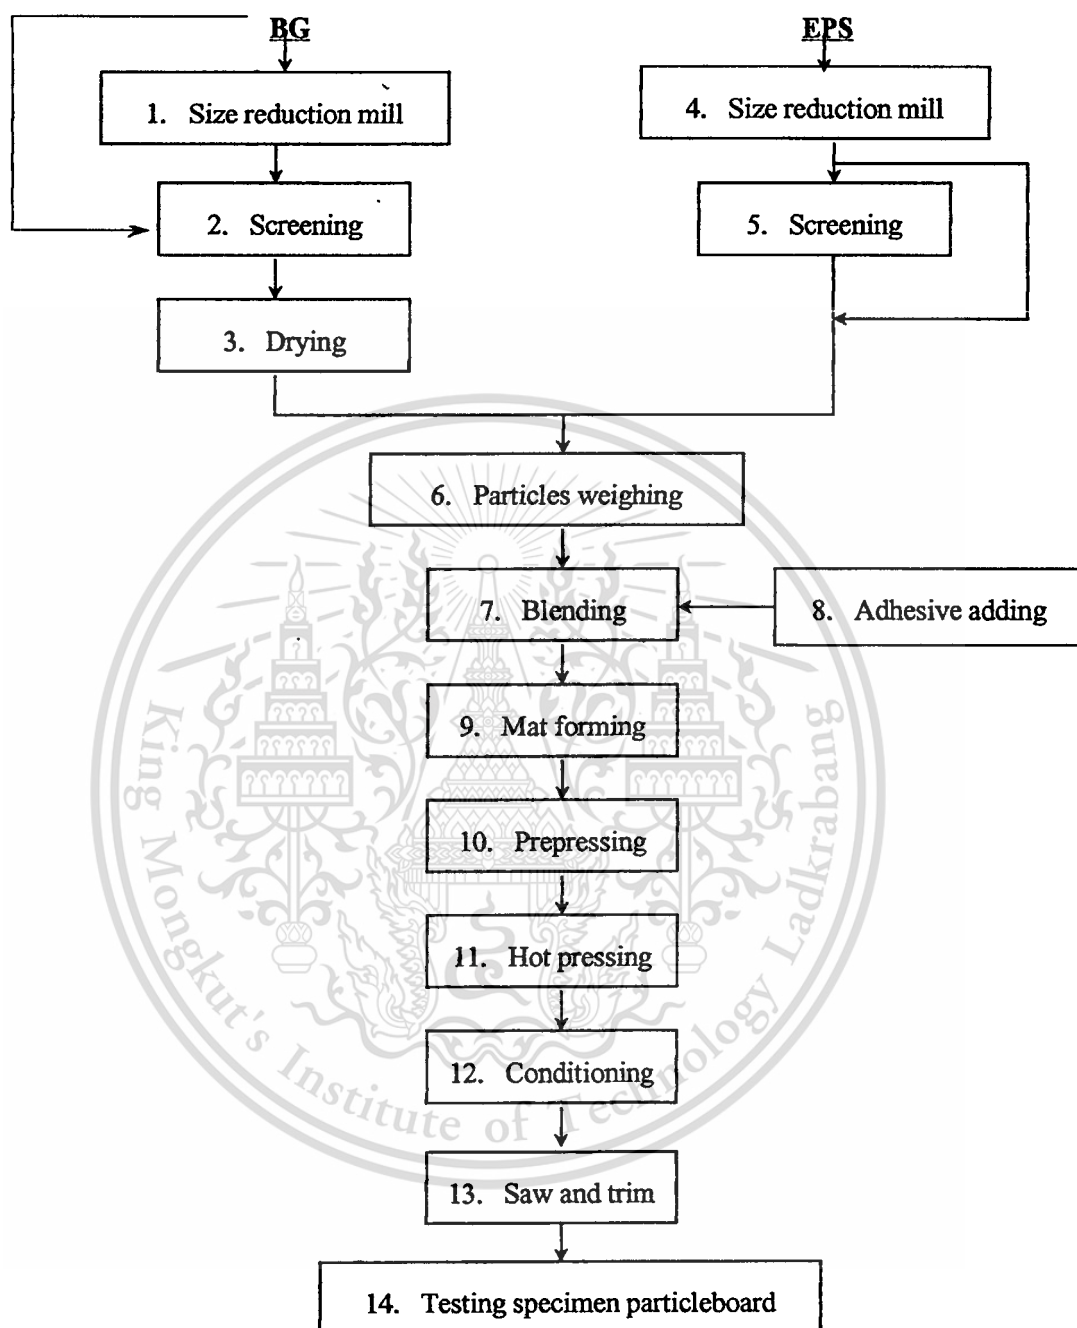 BG
EPS
1. Size reduction mill
4. Size reduction mill
2. Screening
5. Screening
3. Drying
6. Particles weighing
7. Blending
8. Adhesive adding
9. Mat forming
10. Prepressing
11. Hot pressing
12. Conditioning
13. Saw and trim
14. Testing specimen particleboard
King Mongkut's Institute of Technology Ladkrabang